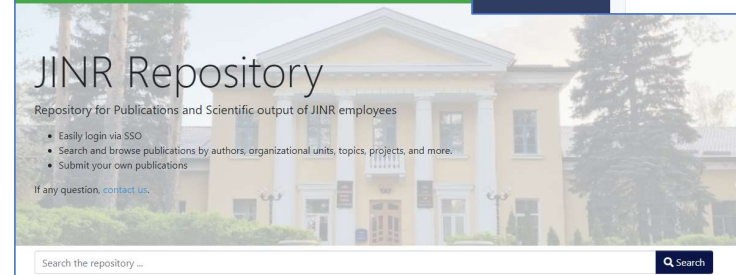 JINR Repository
Repository for Publications and Scientific output of JINR employees
Easily login via SSO
Search and browse publications by authors, organizational units, topics, projects, and more.
Submit your own publications
If any question, contact us.
Search the repository ...
Search